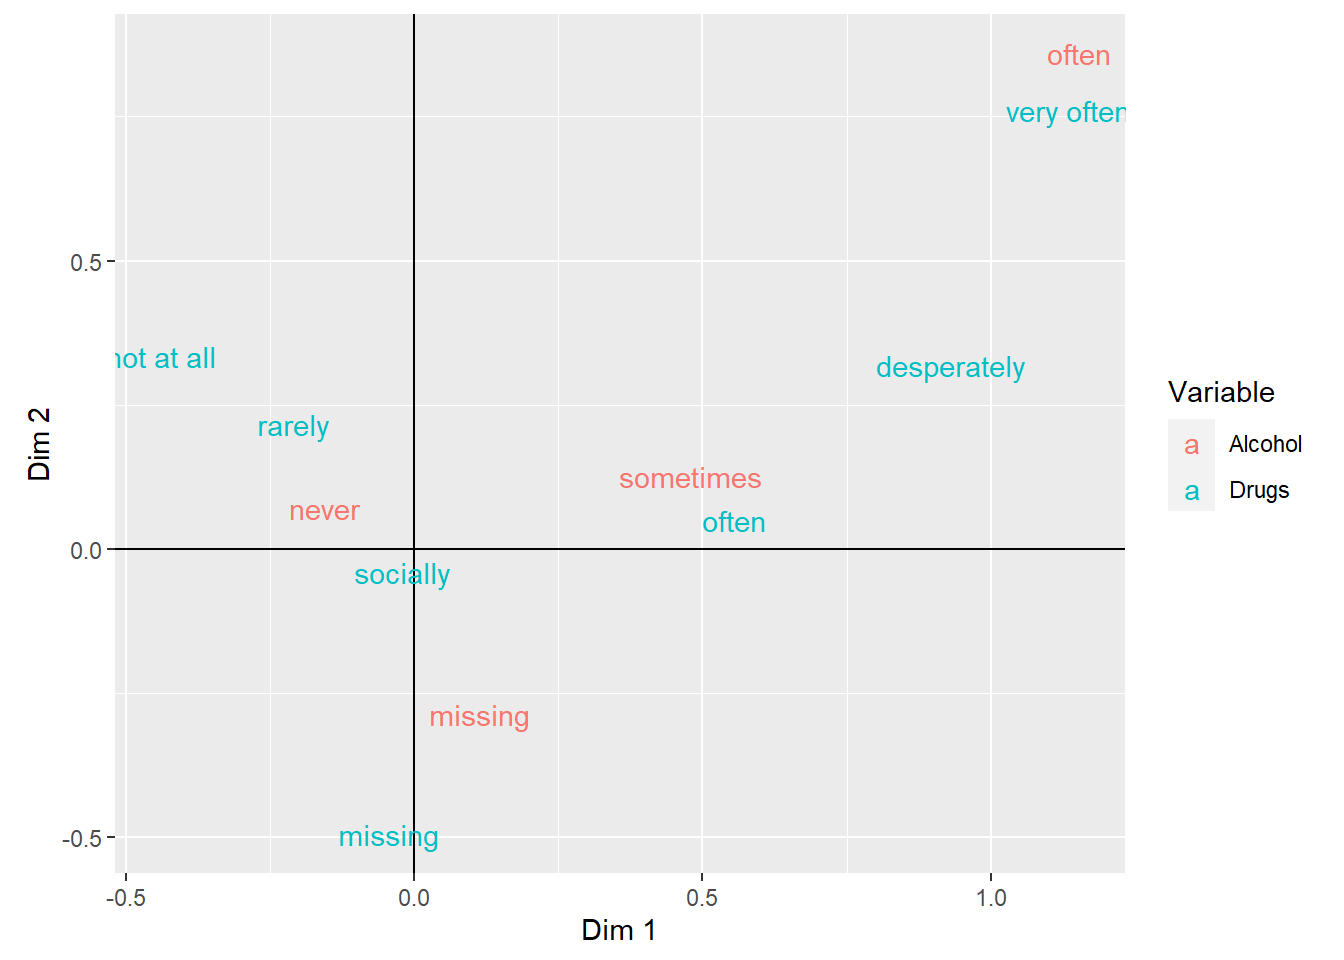 often
very often
0.5
not at all
desperately
rarely
sometimes
never
often
0.0
socially
missing
-0.5
missing
-0.5
0.0
0.5
1.0
Dim 1
Dim 2
Variable
a Alcohol
a Drugs